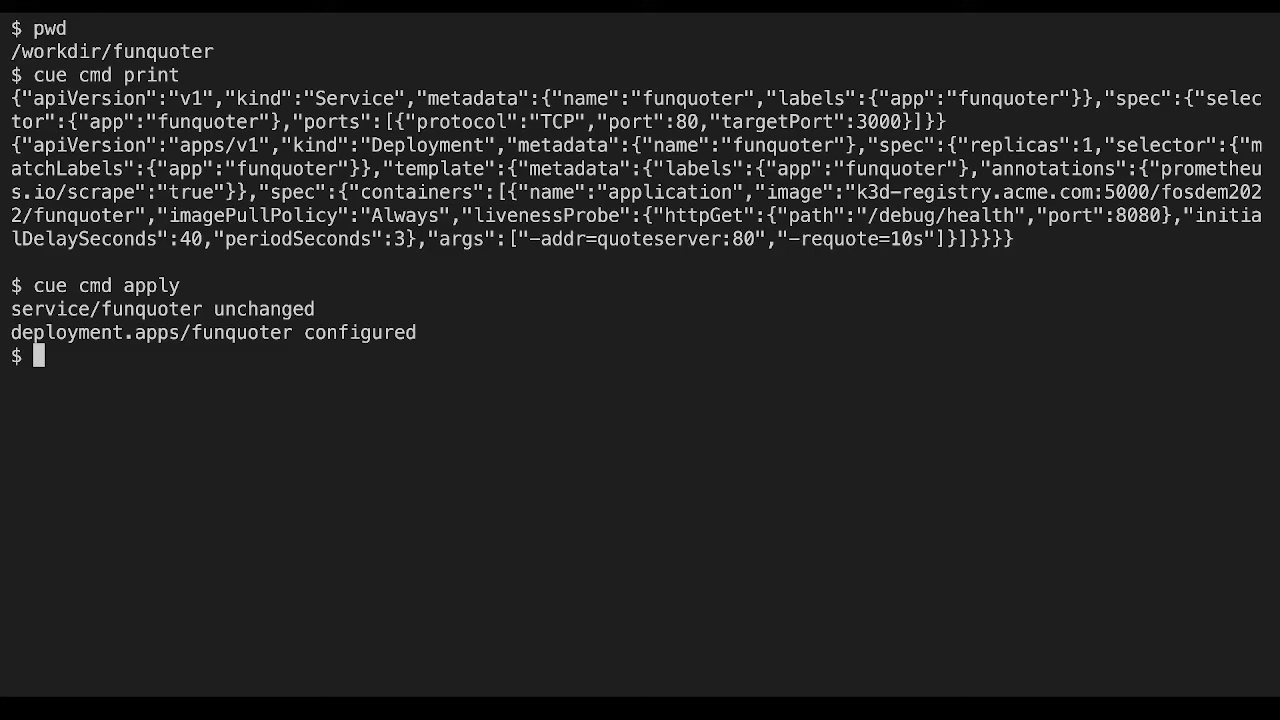 $ pwd
/workdir/funquoter
$ cue cmd print
{"apiVersion":"v1","kind":"Service","metadata":{"name":"funquoter","labels":{"app":"funquoter"}},"spec":{"selec
tor":{"app":"funquoter"},"ports":[{"protocol":"TCP","port":80,"targetPort":3000}]}}
{"apiVersion":"apps/v1","kind":"Deployment","metadata":{"name":"funquoter"},"spec":{"replicas":1,"selector":{"m
atchLabels":{"app":"funquoter"}},"template":{"metadata":{"labels":{"app":"funquoter"},"annotations":{"prometheu
s.io/scrape":"true"}},"spec":{"containers":[{"name":"application","image":"k3d-registry.acme.com:5000/fosdem202
2/funquoter","imagePullPolicy":"Always","livenessProbe":{"httpGet":{"path":"/debug/health","port":8080},"initia
lDelaySeconds":40,"periodSeconds":3},"args":["-addr=quoteserver:80","-requote=10s"]}]}}}}
$ cue cmd apply
service/funquoter unchanged
deployment.apps/funquoter configured
$